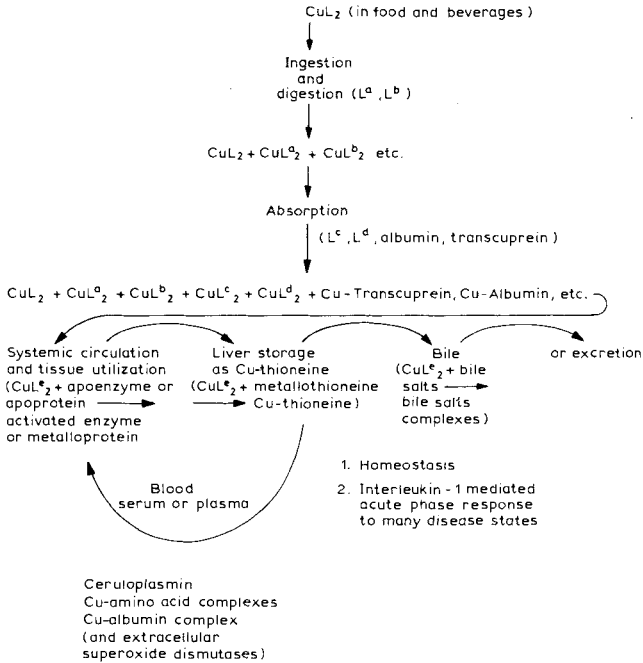 CuL₂ (in food and beverages)
Ingestion
and
digestion (Lᵃ, Lᵇ)
CuL₂ + CuLᵃ₂ + CuLᵇ₂ etc.
Absorption
(Lᶜ, Lᵈ, albumin, transcuprein)
CuL₂ + CuLᵃ₂ + CuLᵇ₂ + CuLᶜ₂ + CuLᵈ₂ + Cu-Transcuprein, Cu-Albumin, etc.
Systemic circulation
and tissue utilization
(CuLᵉ₂ + apoenzyme or
apoprotein
activated enzyme
or metalloprotein
Liver storage
as Cu-thioneine
(CuLᵉ₂ + metallothioneine
Cu-thioneine)
Bile
(CuLᵉ₂ + bile
salts
bile salts
complexes)
or excretion
Blood
serum or plasma
1. Homeostasis
2. Interleukin-1 mediated
acute phase response
to many disease states
Ceruloplasmin
Cu-amino acid complexes
Cu-albumin complex
(and extracellular
superoxide dismutases)